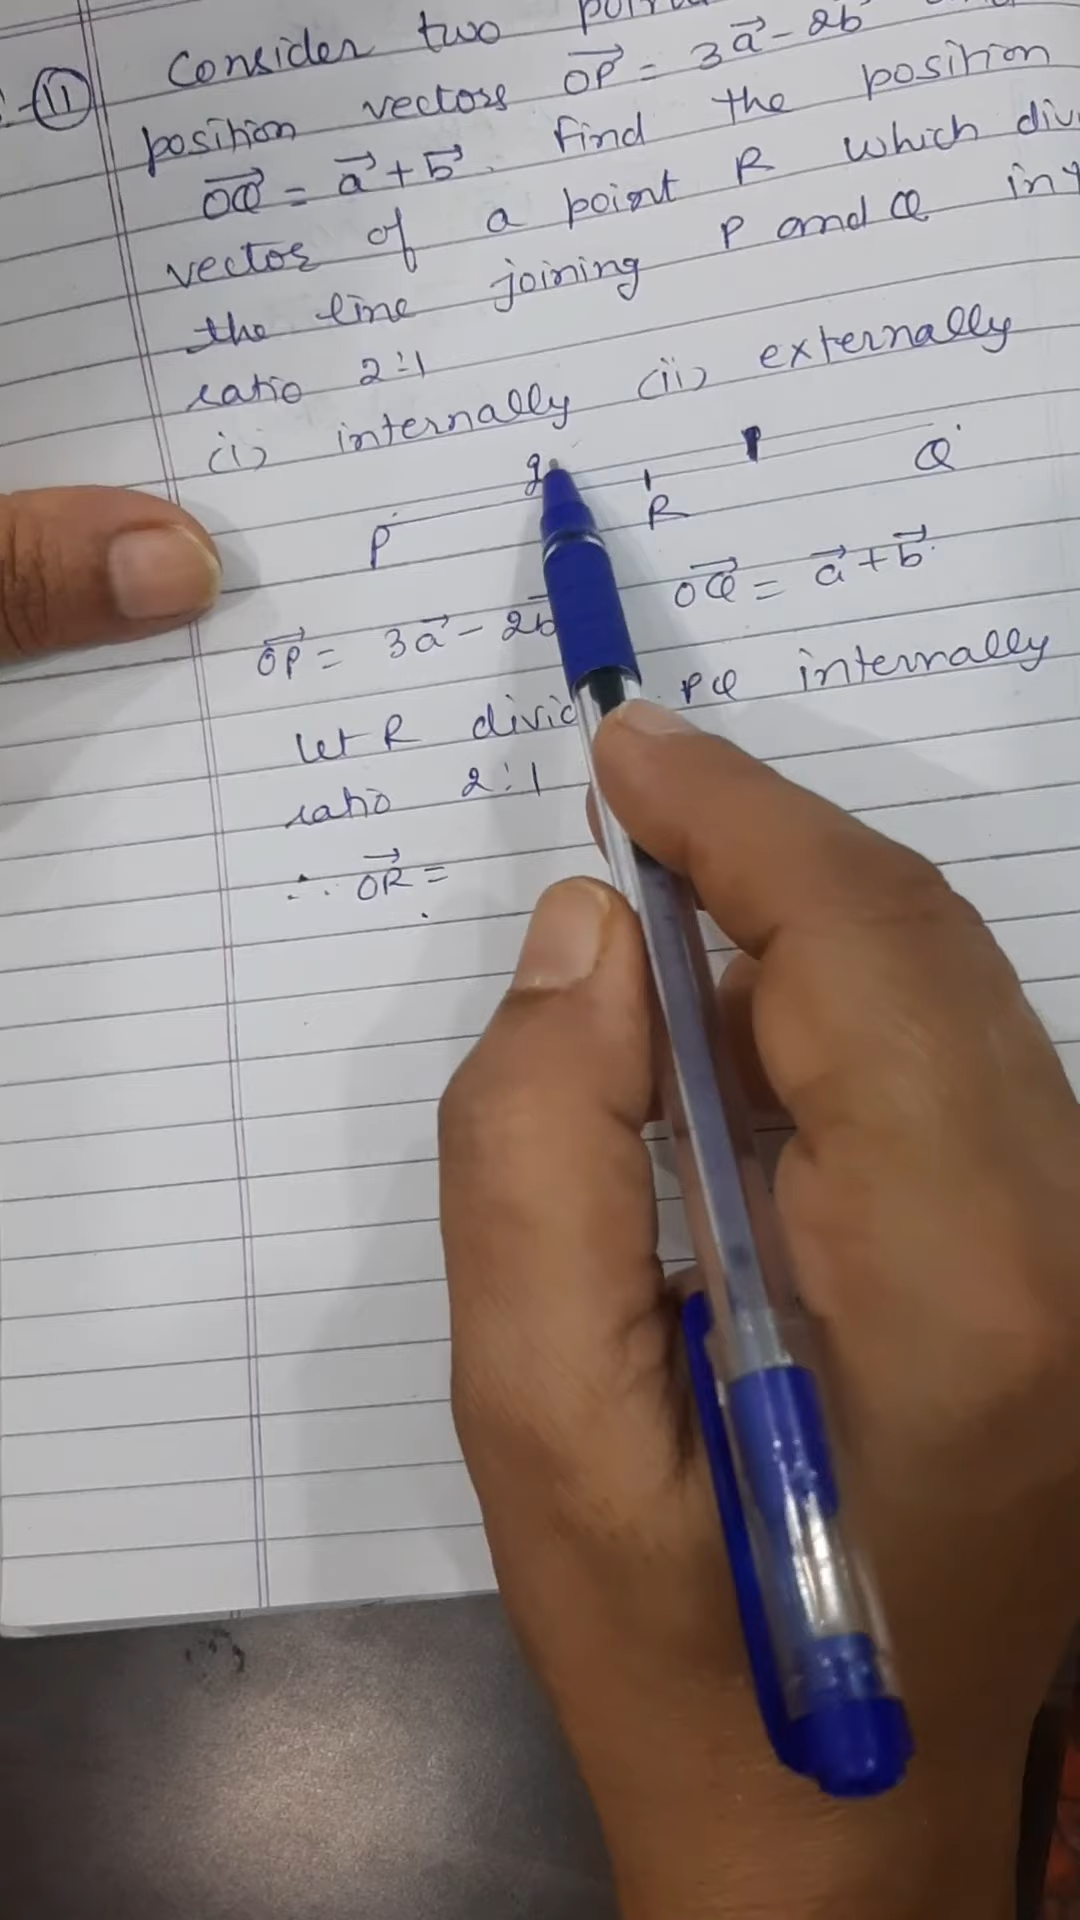 (11) Consider two
position vectors OP⃗ = 3a⃗ - 2b⃗
OQ⃗ = a⃗ + b⃗. Find the position
vector of a point R which
the line joining P and Q in
ratio 2:1
(i) internally (ii) externally
2
P R Q
OP⃗ = 3a⃗ - 2b⃗ OQ⃗ = a⃗ + b⃗
Let R PQ internally
ratio 2:1
∴ OR⃗ =